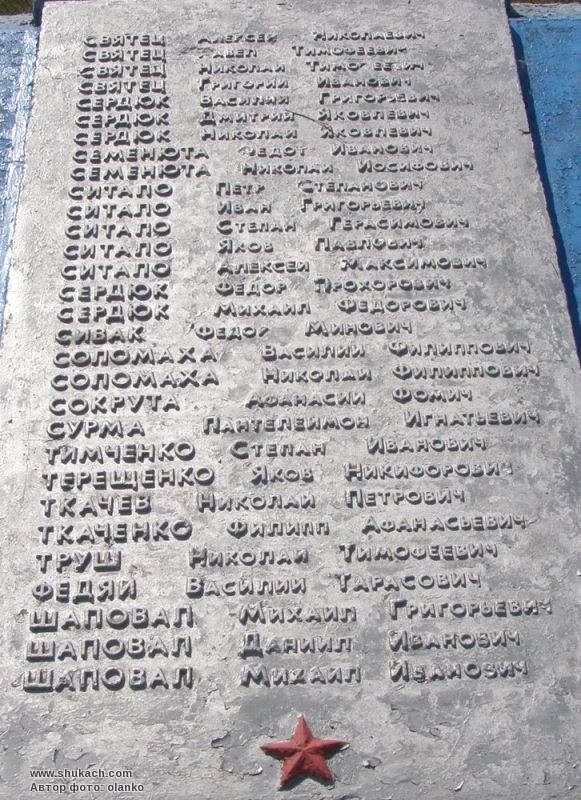 СВЯТЕЦ АЛЕКСЕЙ НИКОЛАЕВИЧ
СВЯТЕЦ ПАВЕЛ ТИМОФЕЕВИЧ
СВЯТЕЦ НИКОЛАЙ ТИМОФЕЕВИЧ
СВЯТЕЦ ГРИГОРИЙ ИВАНОВИЧ
СЕРДЮК ВАСИЛИЙ ГРИГОРЬЕВИЧ
СЕРДЮК ДМИТРИЙ ЯКОВЛЕВИЧ
СЕРДЮК НИКОЛАЙ ЯКОВЛЕВИЧ
СЕМЕНЮТА ФЕДОТ ИВАНОВИЧ
СЕМЕНЮТА НИКОЛАЙ ИОСИФОВИЧ
СИТАЛО ПЕТР СТЕПАНОВИЧ
СИТАЛО ИВАН ГРИГОРЬЕВИЧ
СИТАЛО СТЕПАН ГЕРАСИМОВИЧ
СИТАЛО ЯКОВ ПАВЛОВИЧ
СИТАЛО АЛЕКСЕЙ МАКСИМОВИЧ
СЕРДЮК ФЕДОР ПРОХОРОВИЧ
СЕРДЮК МИХАИЛ ФЕДОРОВИЧ
СИВАК ФЕДОР МИНОВИЧ
СОЛОМАХА ВАСИЛИЙ ФИЛИППОВИЧ
СОЛОМАХА НИКОЛАЙ ФИЛИППОВИЧ
СОКРУТА АФАНАСИЙ ФОМИЧ
СУРМА ПАНТЕЛЕИМОН ИГНАТЬЕВИЧ
ТИМЧЕНКО СТЕПАН ИВАНОВИЧ
ТЕРЕЩЕНКО ЯКОВ НИКИФОРОВИЧ
ТКАЧЕВ НИКОЛАЙ ПЕТРОВИЧ
ТКАЧЕНКО ФИЛИПП АФАНАСЬЕВИЧ
ТРУШ НИКОЛАЙ ТИМОФЕЕВИЧ
ФЕДЯЙ ВАСИЛИЙ ТАРАСОВИЧ
ШАПОВАЛ МИХАИЛ ГРИГОРЬЕВИЧ
ШАПОВАЛ ДАНИИЛ ИВАНОВИЧ
ШАПОВАЛ МИХАИЛ ИВАНОВИЧ
www.shukach.com
Автор фото: olanko